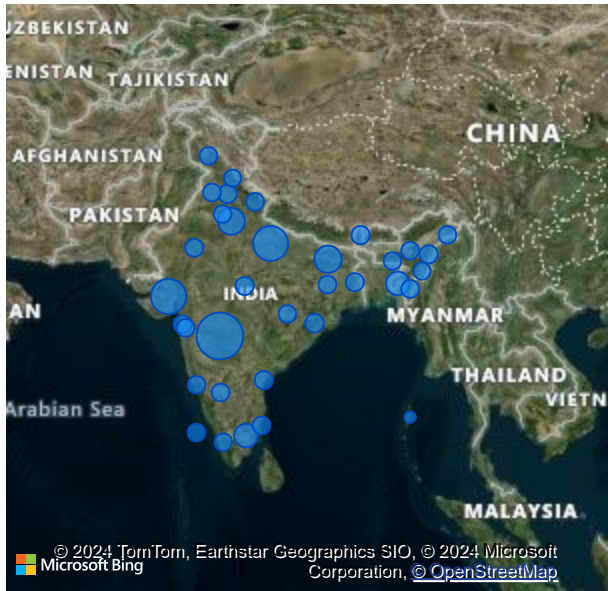 UZBEKISTAN
ENISTAN
TAJIKISTAN
CHINA
AFGHANISTAN
PAKISTAN
INDIA
AN
MYANMAR
THAILAND
VIETN
Arabian Sea
MALAYSIA
© 2024 TomTom, Earthstar Geographics SIO, © 2024 Microsoft
Microsoft Bing
Corporation, © OpenStreetMap